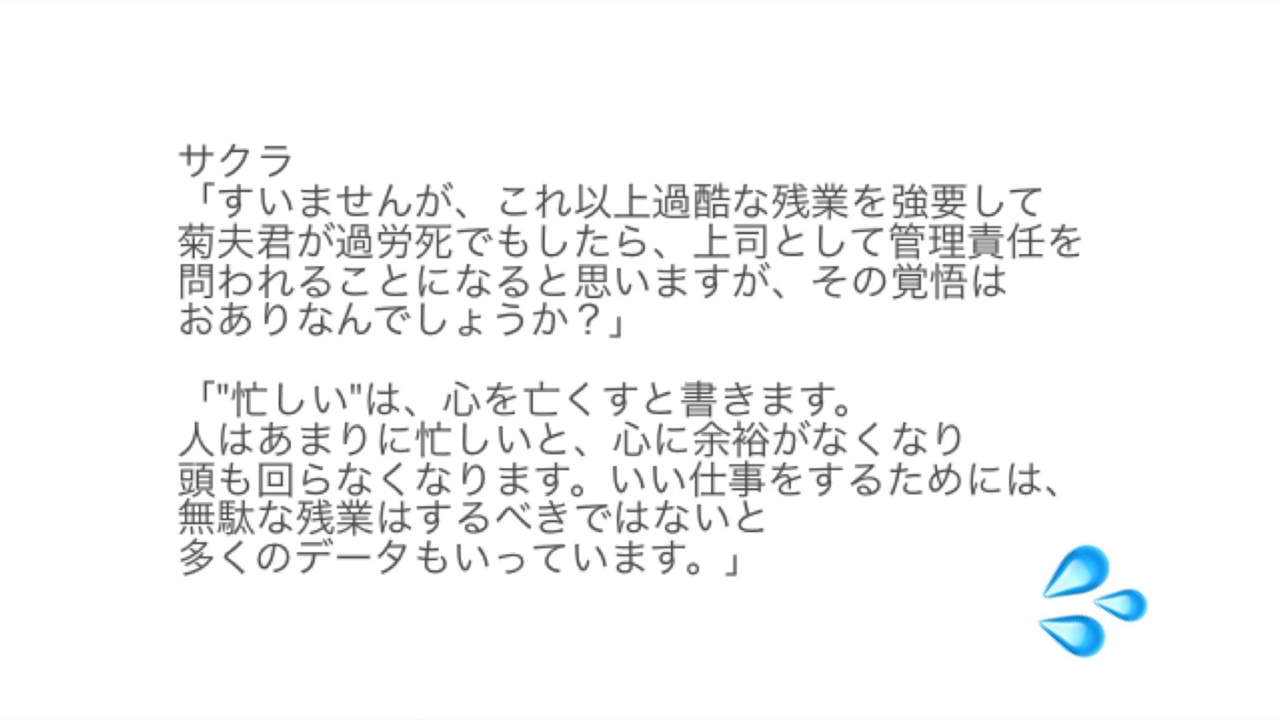 サクラ
「すいませんが、これ以上過酷な残業を強要して
菊夫君が過労死でもしたら、上司として管理責任を
問われることになると思いますが、その覚悟は
おありなんでしょうか？」
「"忙しい"は、心を亡くすと書きます。
人はあまりに忙しいと、心に余裕がなくなり
頭も回らなくなります。いい仕事をするためには、
無駄な残業はするべきではないと
多くのデータもいっています。」